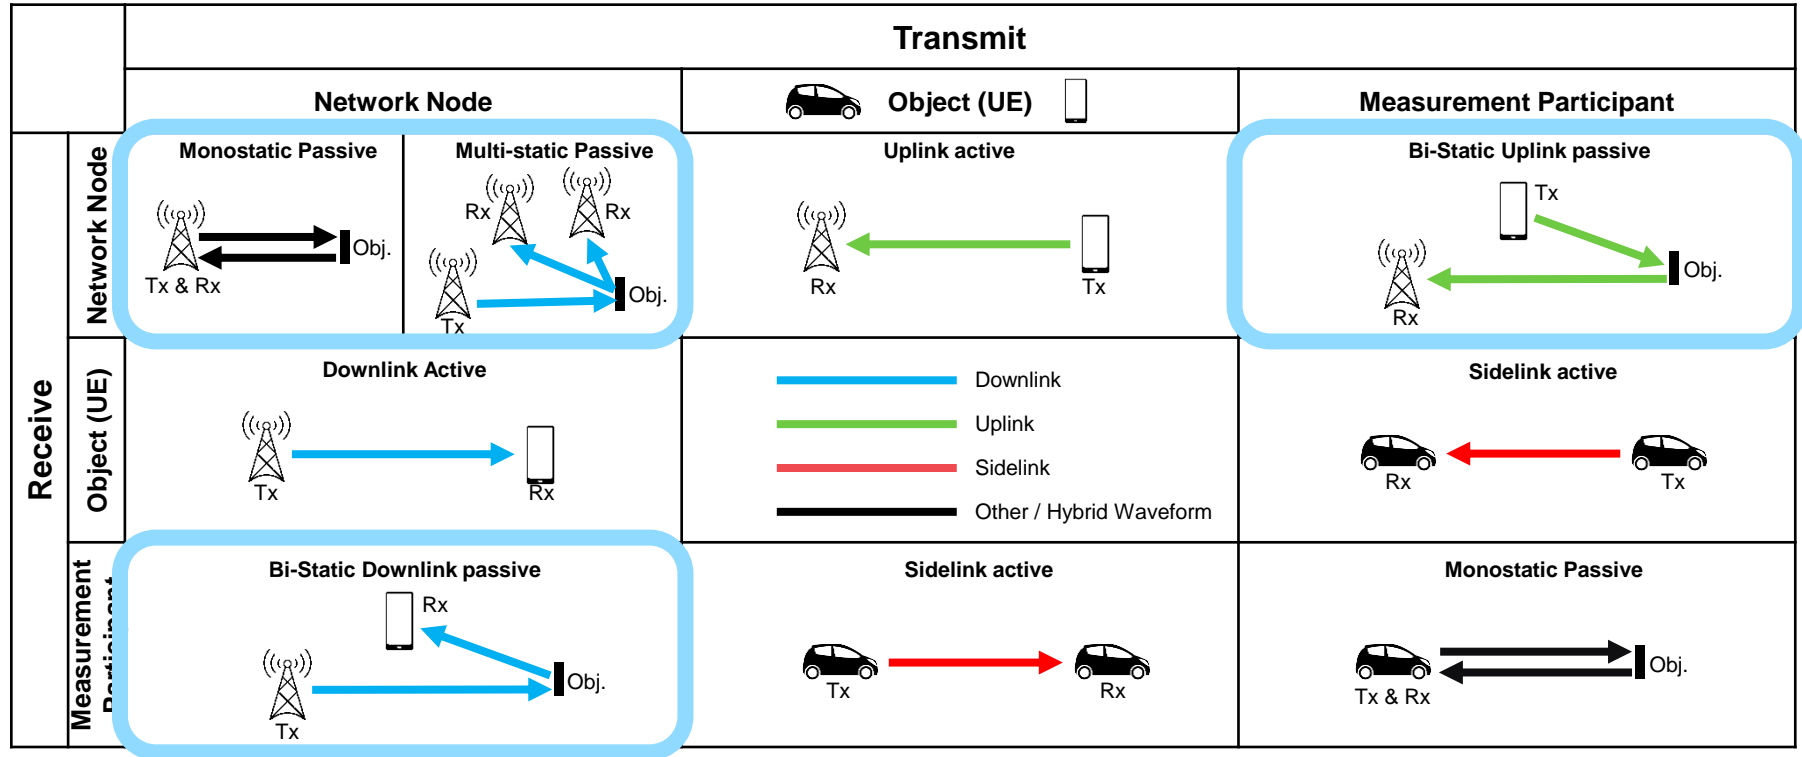 Transmit
Network Node
Object (UE)
Measurement Participant
Receive
Network Node
Monostatic Passive
Tx & Rx
Obj.
Multi-static Passive
Rx
Rx
Tx
Obj.
Uplink active
Rx
Tx
Bi-Static Uplink passive
Tx
Obj.
Rx
Object (UE)
Downlink Active
Tx
Rx
Downlink
Uplink
Sidelink
Other / Hybrid Waveform
Sidelink active
Rx
Tx
Measurement
Participant
Bi-Static Downlink passive
Rx
Obj.
Tx
Sidelink active
Tx
Rx
Monostatic Passive
Obj.
Tx & Rx